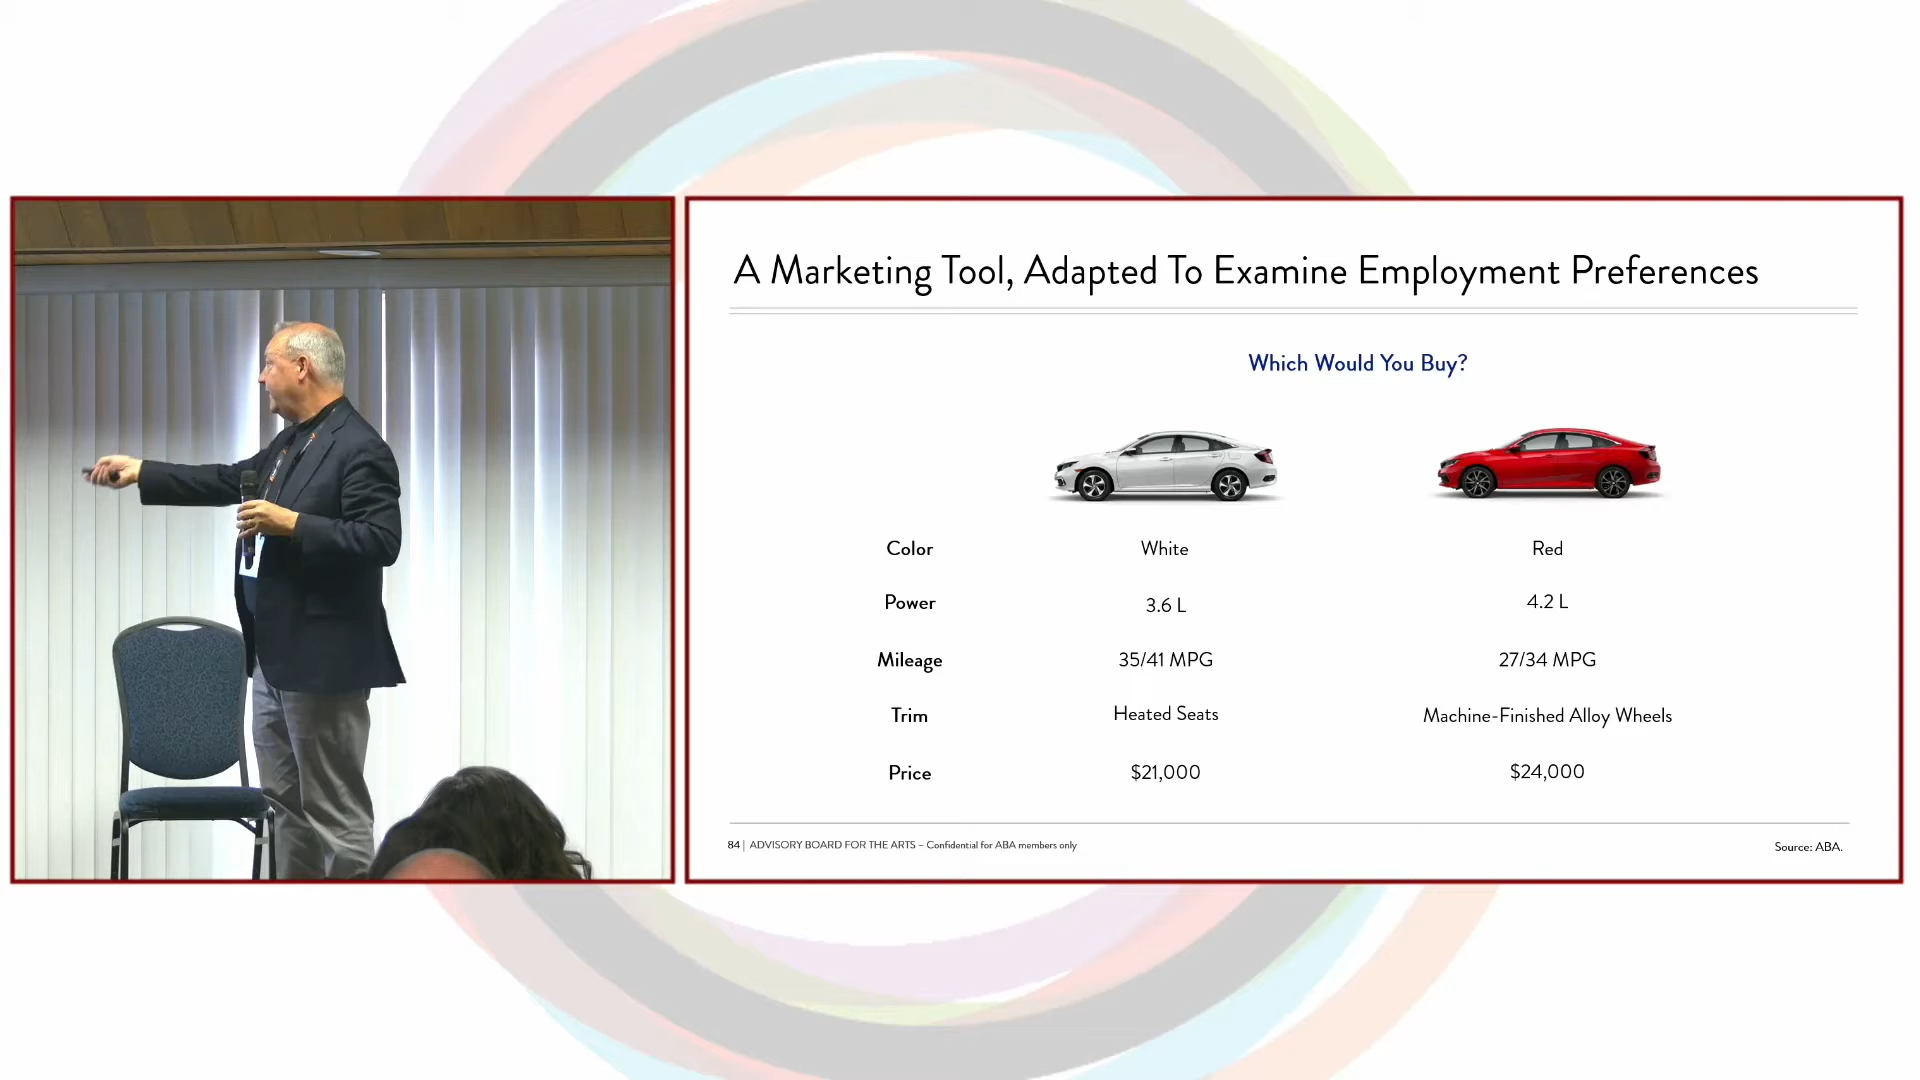 A Marketing Tool, Adapted To Examine Employment Preferences
Which Would You Buy?
Color White Red
Power 3.6 L 4.2 L
Mileage 35/41 MPG 27/34 MPG
Trim Heated Seats Machine-Finished Alloy Wheels
Price $21,000 $24,000
84 | ADVISORY BOARD FOR THE ARTS – Confidential for ABA members only
Source: ABA.